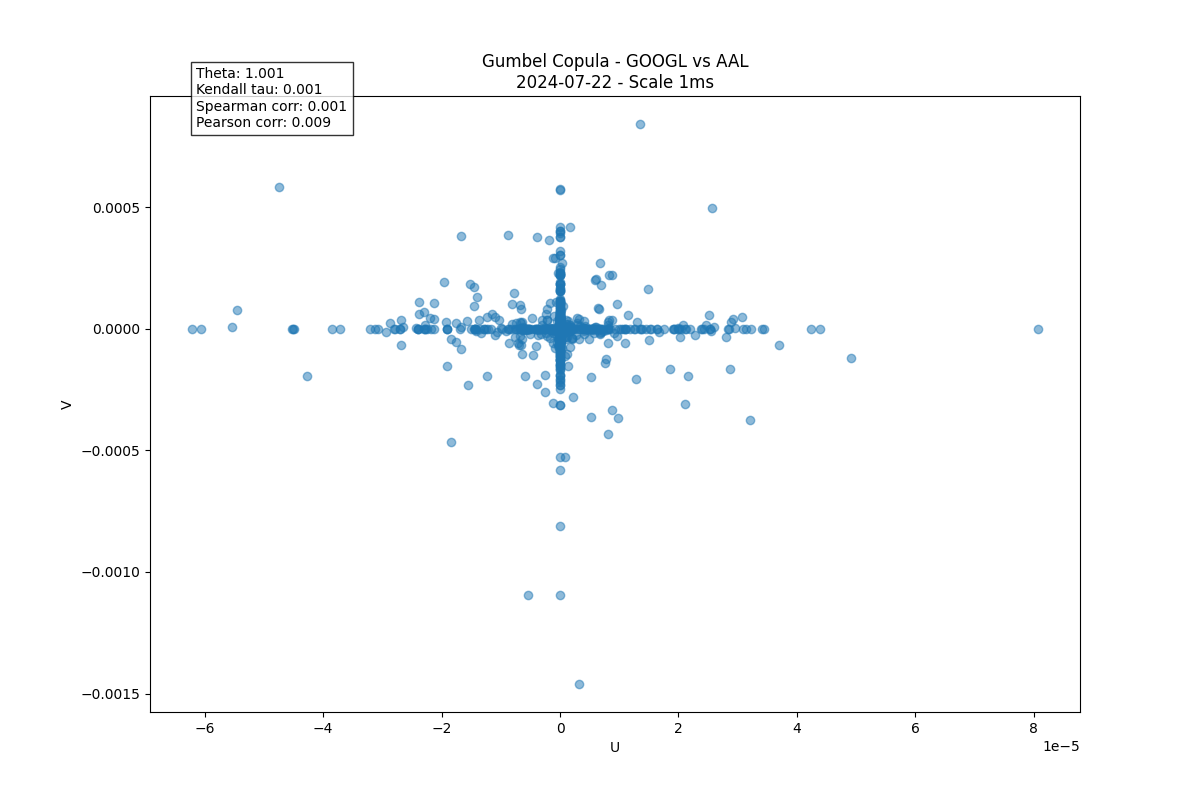 Gumbel Copula - GOOGL vs AAL
2024-07-22 - Scale 1ms
Theta: 1.001
Kendall tau: 0.001
Spearman corr: 0.001
Pearson corr: 0.009
0.0005
0.0000
−0.0005
−0.0010
−0.0015
V
−6 −4 −2 0 2 4 6 8
1e−5
U